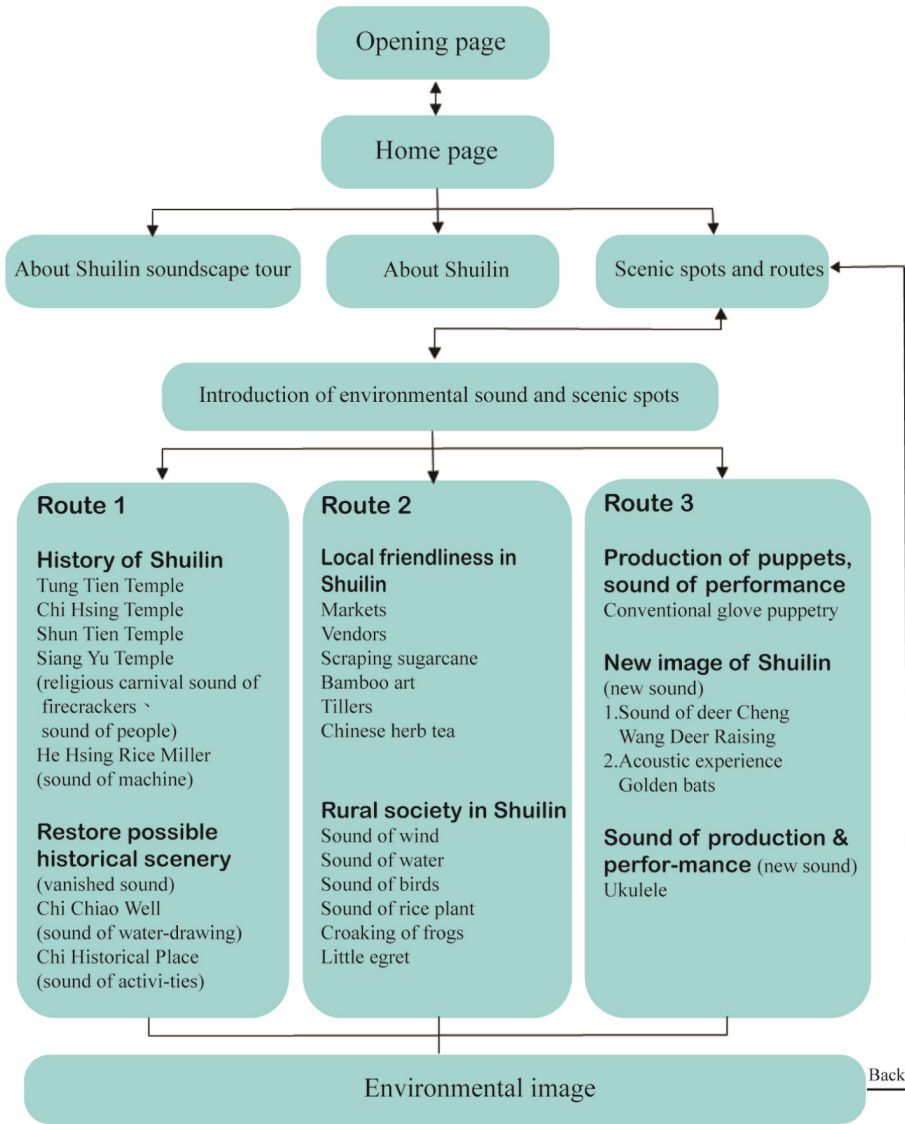 Opening page
Home page
About Shuilin soundscape tour
About Shuilin
Scenic spots and routes
Introduction of environmental sound and scenic spots
Route 1
History of Shuilin
Tung Tien Temple
Chi Hsing Temple
Shun Tien Temple
Siang Yu Temple
(religious carnival sound of
firecrackers、
sound of people)
He Hsing Rice Miller
(sound of machine)
Restore possible
historical scenery
(vanished sound)
Chi Chiao Well
(sound of water-drawing)
Chi Historical Place
(sound of activi-ties)
Route 2
Local friendliness in
Shuilin
Markets
Vendors
Scraping sugarcane
Bamboo art
Tillers
Chinese herb tea
Rural society in Shuilin
Sound of wind
Sound of water
Sound of birds
Sound of rice plant
Croaking of frogs
Little egret
Route 3
Production of puppets,
sound of performance
Conventional glove puppetry
New image of Shuilin
(new sound)
1.Sound of deer Cheng
Wang Deer Raising
2.Acoustic experience
Golden bats
Sound of production &
perfor-mance (new sound)
Ukulele
Environmental image
Back